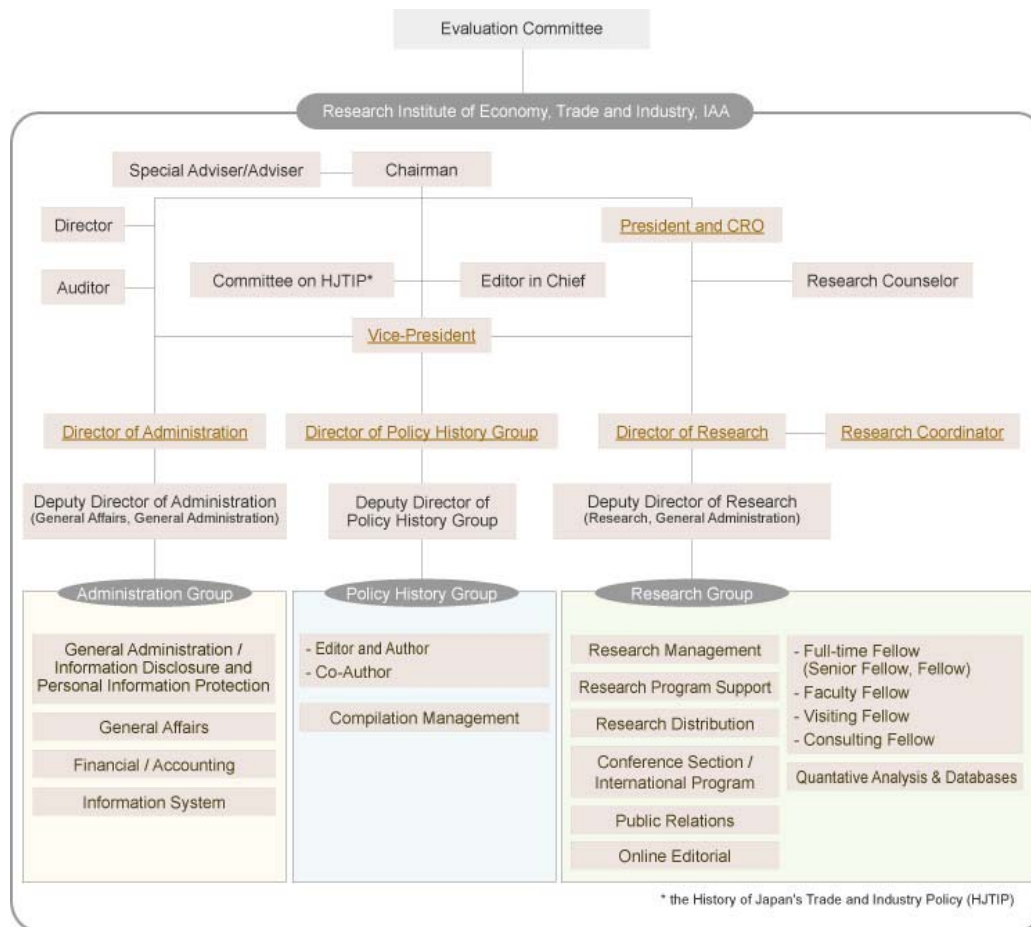 Evaluation Committee
Research Institute of Economy, Trade and Industry, IAA
Special Adviser/Adviser
Chairman
Director
President and CRO
Auditor
Committee on HJTIP*
Editor in Chief
Research Counselor
Vice-President
Director of Administration
Director of Policy History Group
Director of Research
Research Coordinator
Deputy Director of Administration
(General Affairs, General Administration)
Deputy Director of
Policy History Group
Deputy Director of Research
(Research, General Administration)
Administration Group
General Administration /
Information Disclosure and
Personal Information Protection
General Affairs
Financial / Accounting
Information System
Policy History Group
- Editor and Author
- Co-Author
Compilation Management
Research Group
Research Management
Research Program Support
Research Distribution
Conference Section /
International Program
Public Relations
Online Editorial
- Full-time Fellow
(Senior Fellow, Fellow)
- Faculty Fellow
- Visiting Fellow
- Consulting Fellow
Quantative Analysis & Databases
* the History of Japan's Trade and Industry Policy (HJTIP)